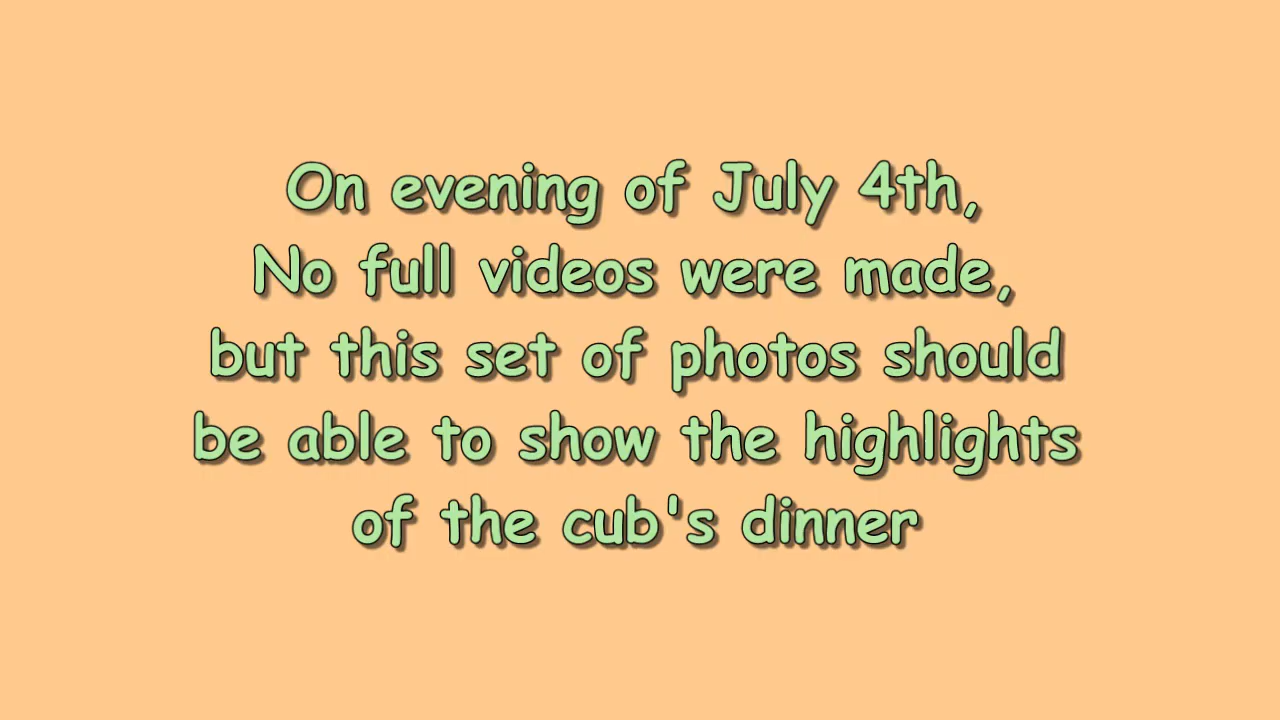 On evening of July 4th,
No full videos were made,
but this set of photos should
be able to show the highlights
of the cub's dinner